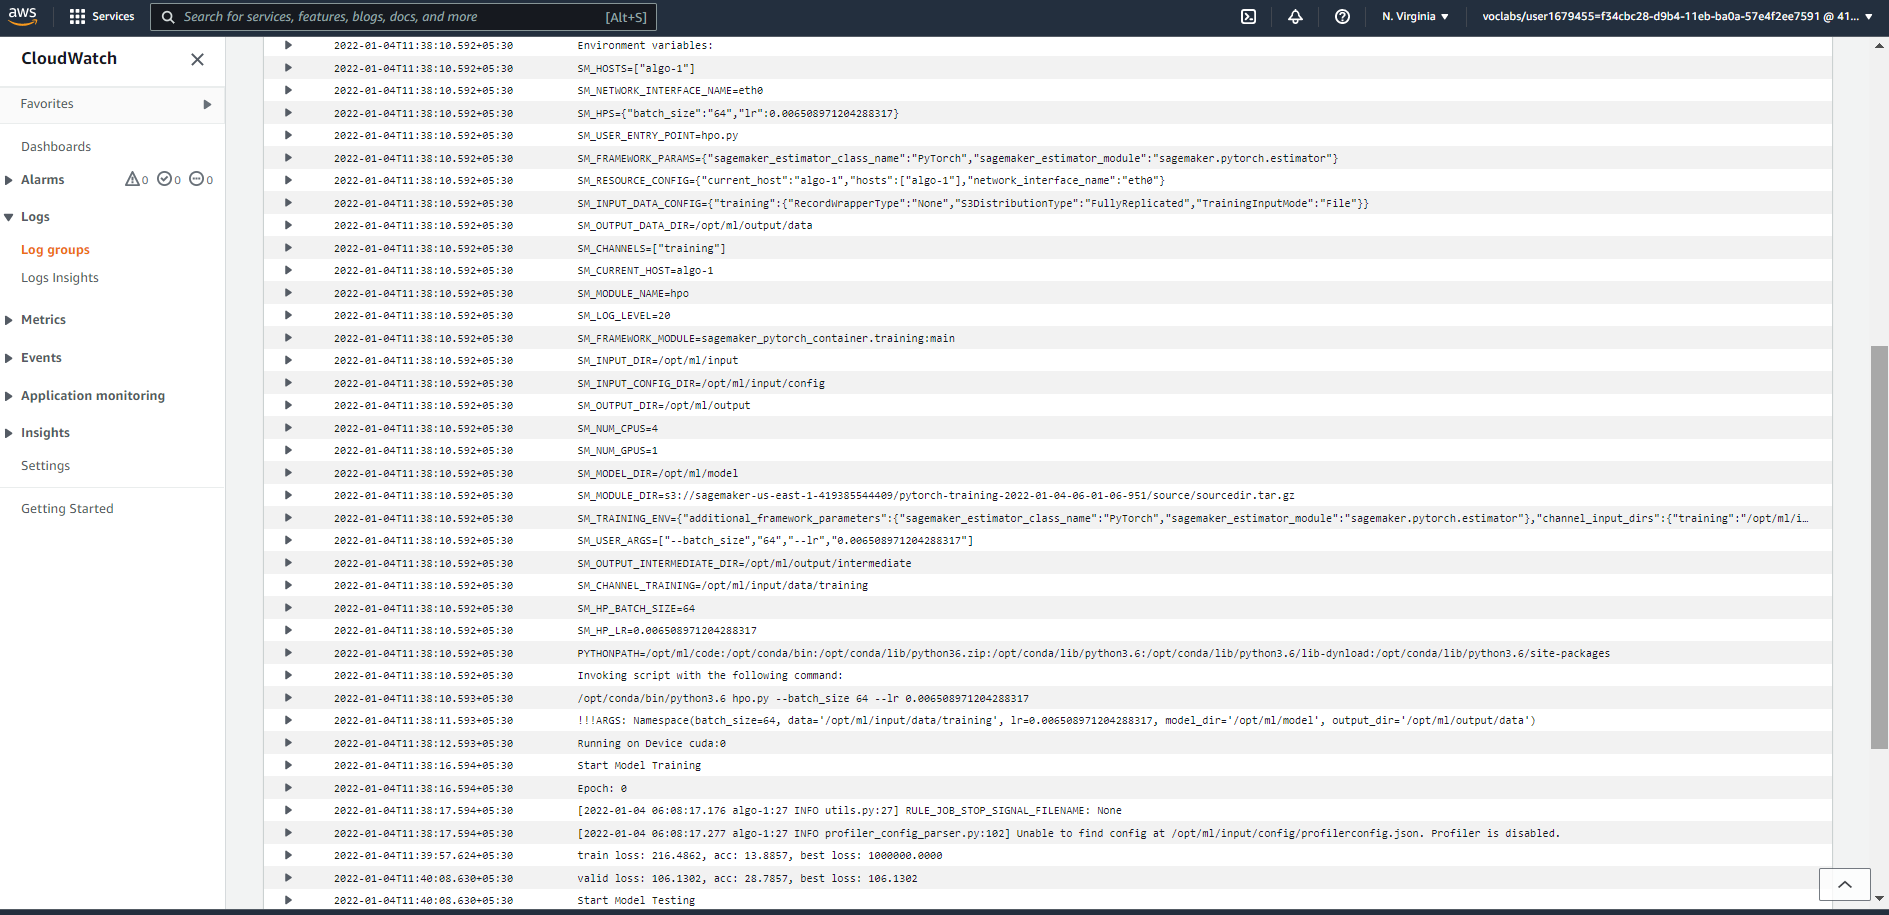 aws Services Search for services, features, blogs, docs, and more [Alt+S] N. Virginia voclabs/user1679455=f34cbc28-d9b4-11eb-ba0a-57e4f2ee7591 @ 41...
CloudWatch
Favorites
Dashboards
Alarms 0 0 0
Logs
Log groups
Logs Insights
Metrics
Events
Application monitoring
Insights
Settings
Getting Started
2022-01-04T11:38:10.592+05:30 Environment variables:
2022-01-04T11:38:10.592+05:30 SM_HOSTS=["algo-1"]
2022-01-04T11:38:10.592+05:30 SM_NETWORK_INTERFACE_NAME=eth0
2022-01-04T11:38:10.592+05:30 SM_HPS={"batch_size":"64","lr":0.006508971204288317}
2022-01-04T11:38:10.592+05:30 SM_USER_ENTRY_POINT=hpo.py
2022-01-04T11:38:10.592+05:30 SM_FRAMEWORK_PARAMS={"sagemaker_estimator_class_name":"PyTorch","sagemaker_estimator_module":"sagemaker.pytorch.estimator"}
2022-01-04T11:38:10.592+05:30 SM_RESOURCE_CONFIG={"current_host":"algo-1","hosts":["algo-1"],"network_interface_name":"eth0"}
2022-01-04T11:38:10.592+05:30 SM_INPUT_DATA_CONFIG={"training":{"RecordWrapperType":"None","S3DistributionType":"FullyReplicated","TrainingInputMode":"File"}}
2022-01-04T11:38:10.592+05:30 SM_OUTPUT_DATA_DIR=/opt/ml/output/data
2022-01-04T11:38:10.592+05:30 SM_CHANNELS=["training"]
2022-01-04T11:38:10.592+05:30 SM_CURRENT_HOST=algo-1
2022-01-04T11:38:10.592+05:30 SM_MODULE_NAME=hpo
2022-01-04T11:38:10.592+05:30 SM_LOG_LEVEL=20
2022-01-04T11:38:10.592+05:30 SM_FRAMEWORK_MODULE=sagemaker_pytorch_container.training:main
2022-01-04T11:38:10.592+05:30 SM_INPUT_DIR=/opt/ml/input
2022-01-04T11:38:10.592+05:30 SM_INPUT_CONFIG_DIR=/opt/ml/input/config
2022-01-04T11:38:10.592+05:30 SM_OUTPUT_DIR=/opt/ml/output
2022-01-04T11:38:10.592+05:30 SM_NUM_CPUS=4
2022-01-04T11:38:10.592+05:30 SM_NUM_GPUS=1
2022-01-04T11:38:10.592+05:30 SM_MODEL_DIR=/opt/ml/model
2022-01-04T11:38:10.592+05:30 SM_MODULE_DIR=s3://sagemaker-us-east-1-419385544409/pytorch-training-2022-01-04-06-01-06-951/source/sourcedir.tar.gz
2022-01-04T11:38:10.592+05:30 SM_TRAINING_ENV={"additional_framework_parameters":{"sagemaker_estimator_class_name":"PyTorch","sagemaker_estimator_module":"sagemaker.pytorch.estimator"},"channel_input_dirs":{"training":"/opt/ml/i...
2022-01-04T11:38:10.592+05:30 SM_USER_ARGS=["--batch_size","64","--lr","0.006508971204288317"]
2022-01-04T11:38:10.592+05:30 SM_OUTPUT_INTERMEDIATE_DIR=/opt/ml/output/intermediate
2022-01-04T11:38:10.592+05:30 SM_CHANNEL_TRAINING=/opt/ml/input/data/training
2022-01-04T11:38:10.592+05:30 SM_HP_BATCH_SIZE=64
2022-01-04T11:38:10.592+05:30 SM_HP_LR=0.006508971204288317
2022-01-04T11:38:10.592+05:30 PYTHONPATH=/opt/ml/code:/opt/conda/bin:/opt/conda/lib/python36.zip:/opt/conda/lib/python3.6:/opt/conda/lib/python3.6/lib-dynload:/opt/conda/lib/python3.6/site-packages
2022-01-04T11:38:10.592+05:30 Invoking script with the following command:
2022-01-04T11:38:10.593+05:30 /opt/conda/bin/python3.6 hpo.py --batch_size 64 --lr 0.006508971204288317
2022-01-04T11:38:11.593+05:30 !!!ARGS: Namespace(batch_size=64, data='/opt/ml/input/data/training', lr=0.006508971204288317, model_dir='/opt/ml/model', output_dir='/opt/ml/output/data')
2022-01-04T11:38:12.593+05:30 Running on Device cuda:0
2022-01-04T11:38:16.594+05:30 Start Model Training
2022-01-04T11:38:16.594+05:30 Epoch: 0
2022-01-04T11:38:17.594+05:30 [2022-01-04 06:08:17.176 algo-1:27 INFO utils.py:27] RULE_JOB_STOP_SIGNAL_FILENAME: None
2022-01-04T11:38:17.594+05:30 [2022-01-04 06:08:17.277 algo-1:27 INFO profiler_config_parser.py:102] Unable to find config at /opt/ml/input/config/profilerconfig.json. Profiler is disabled.
2022-01-04T11:39:57.624+05:30 train loss: 216.4862, acc: 13.8857, best loss: 1000000.0000
2022-01-04T11:40:08.630+05:30 valid loss: 106.1302, acc: 28.7857, best loss: 106.1302
2022-01-04T11:40:08.630+05:30 Start Model Testing